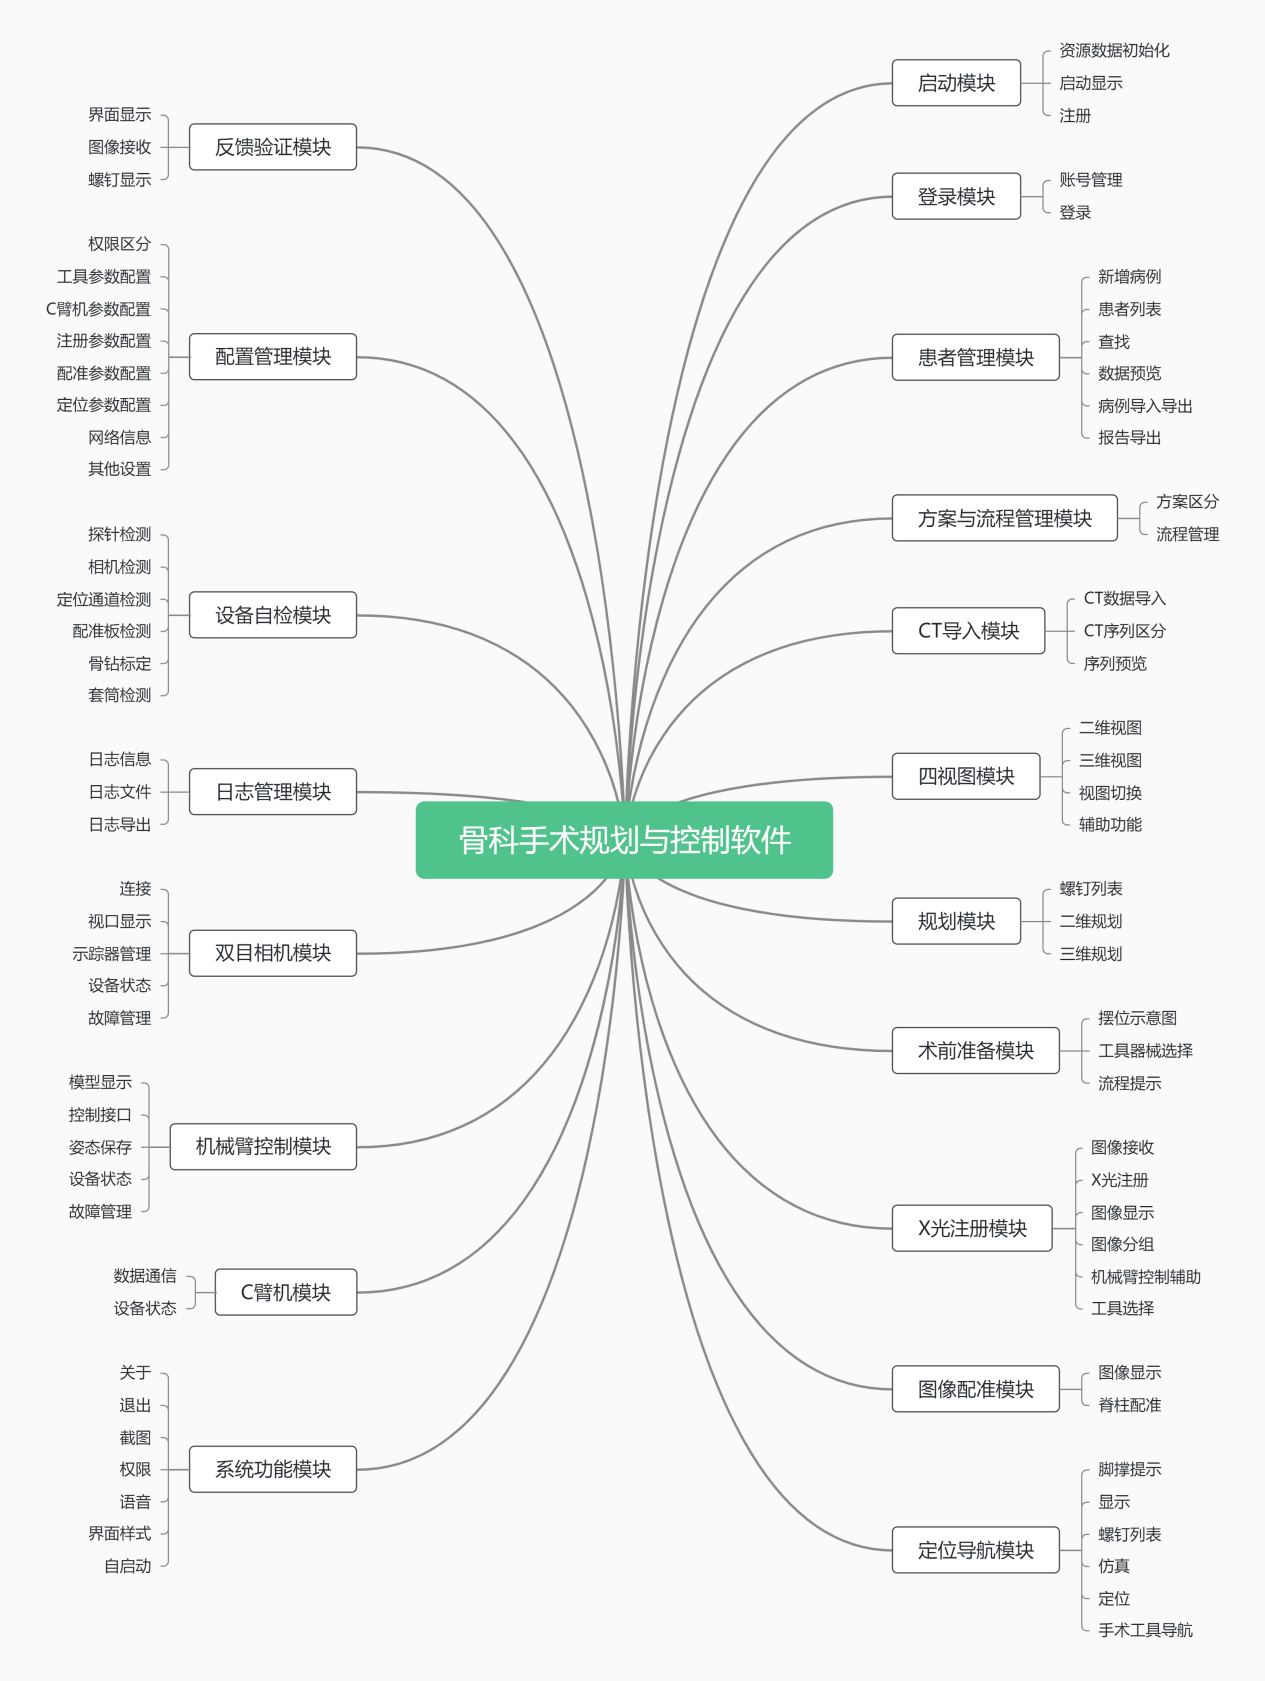 骨科手术规划与控制软件
启动模块
资源数据初始化
启动显示
注册
登录模块
账号管理
登录
患者管理模块
新增病例
患者列表
查找
数据预览
病例导入导出
报告导出
方案与流程管理模块
方案区分
流程管理
CT导入模块
CT数据导入
CT序列区分
序列预览
四视图模块
二维视图
三维视图
视图切换
辅助功能
规划模块
螺钉列表
二维规划
三维规划
术前准备模块
摆位示意图
工具器械选择
流程提示
X光注册模块
图像接收
X光注册
图像显示
图像分组
机械臂控制辅助
工具选择
图像配准模块
图像显示
脊柱配准
定位导航模块
脚撑提示
显示
螺钉列表
仿真
定位
手术工具导航
反馈验证模块
界面显示
图像接收
螺钉显示
配置管理模块
权限区分
工具参数配置
C臂机参数配置
注册参数配置
配准参数配置
定位参数配置
网络信息
其他设置
设备自检模块
探针检测
相机检测
定位通道检测
配准板检测
骨钻标定
套筒检测
日志管理模块
日志信息
日志文件
日志导出
双目相机模块
连接
视口显示
示踪器管理
设备状态
故障管理
机械臂控制模块
模型显示
控制接口
姿态保存
设备状态
故障管理
C臂机模块
数据通信
设备状态
系统功能模块
关于
退出
截图
权限
语音
界面样式
自启动